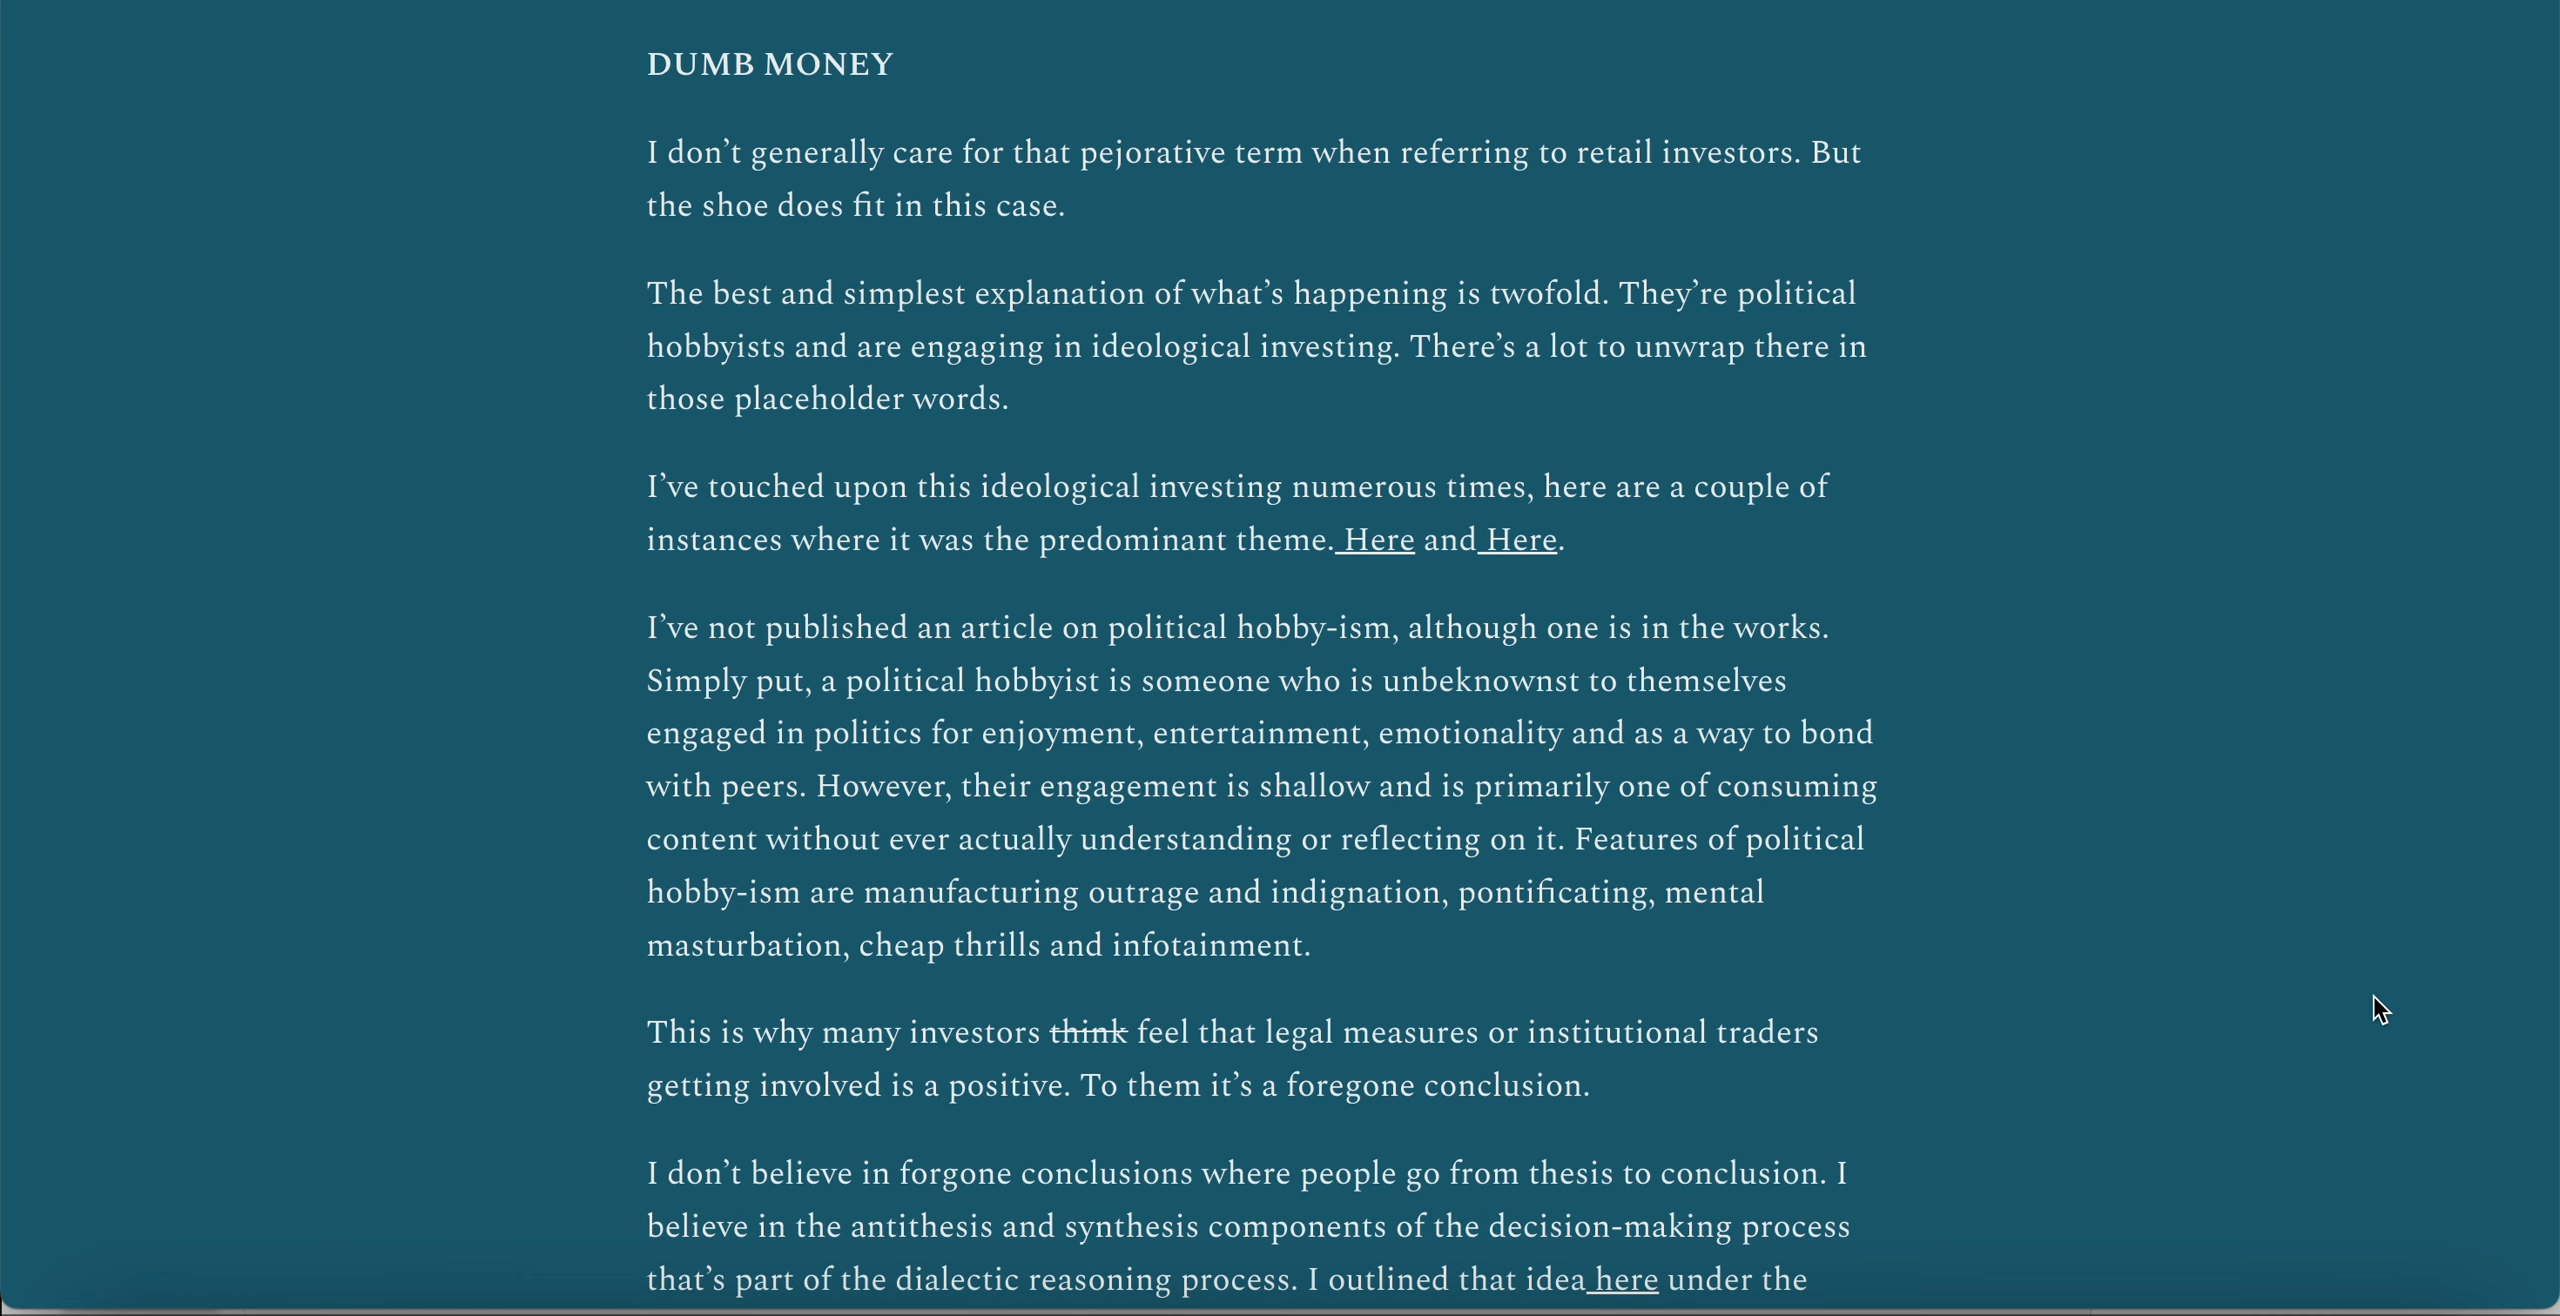 DUMB MONEY
I don’t generally care for that pejorative term when referring to retail investors. But
the shoe does fit in this case.
The best and simplest explanation of what’s happening is twofold. They’re political
hobbyists and are engaging in ideological investing. There’s a lot to unwrap there in
those placeholder words.
I’ve touched upon this ideological investing numerous times, here are a couple of
instances where it was the predominant theme. Here and Here.
I’ve not published an article on political hobby-ism, although one is in the works.
Simply put, a political hobbyist is someone who is unbeknownst to themselves
engaged in politics for enjoyment, entertainment, emotionality and as a way to bond
with peers. However, their engagement is shallow and is primarily one of consuming
content without ever actually understanding or reflecting on it. Features of political
hobby-ism are manufacturing outrage and indignation, pontificating, mental
masturbation, cheap thrills and infotainment.
This is why many investors think feel that legal measures or institutional traders
getting involved is a positive. To them it’s a foregone conclusion.
I don’t believe in forgone conclusions where people go from thesis to conclusion. I
believe in the antithesis and synthesis components of the decision-making process
that’s part of the dialectic reasoning process. I outlined that idea here under the